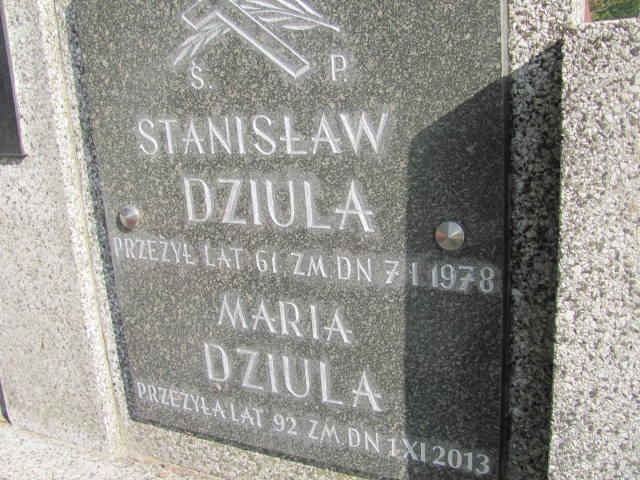 Ś. P.
STANISŁAW
DZIULA
PRZEŻYŁ LAT 61 ZM. DN 7 I 1978
MARIA
DZIULA
PRZEŻYŁA LAT 92 ZM. DN 1 XI 2013